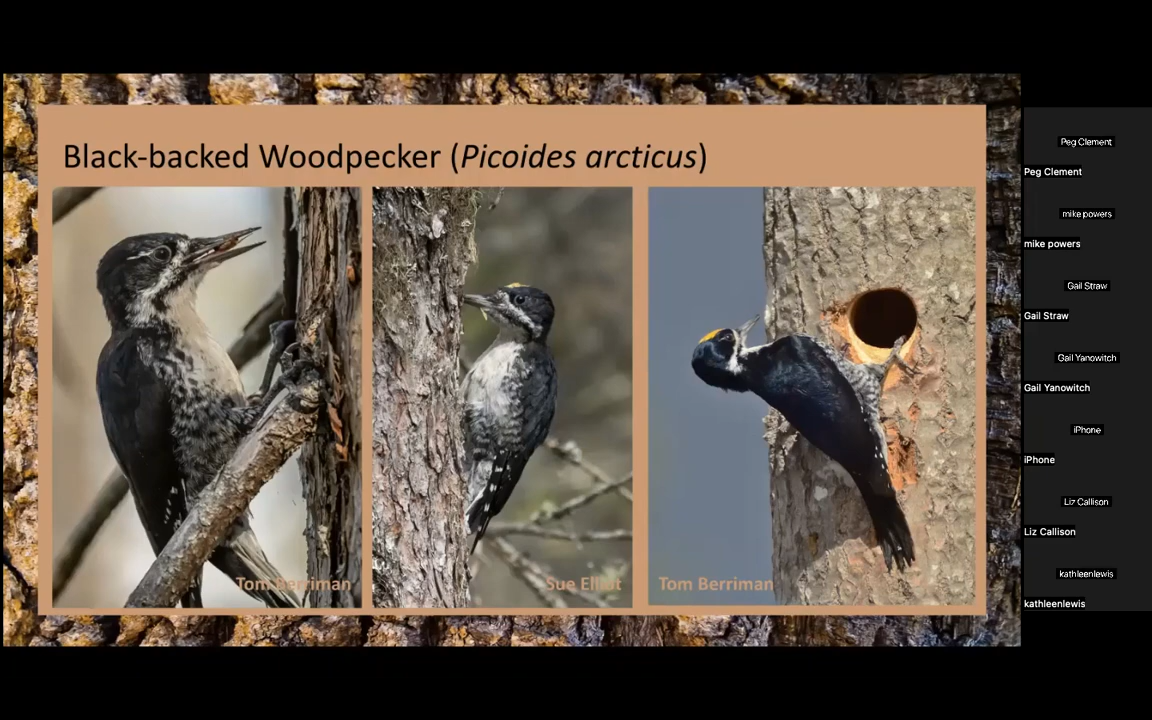 Black-backed Woodpecker (Picoides arcticus)
Tom Berriman
Sue Elliot
Tom Berriman
Peg Clement
Peg Clement
mike powers
mike powers
Gail Straw
Gail Straw
Gail Yanowitch
Gail Yanowitch
iPhone
iPhone
Liz Callison
Liz Callison
kathleenlewis
kathleenlewis